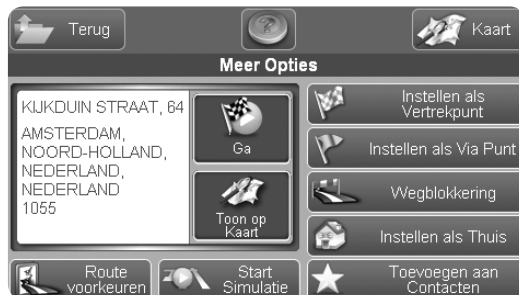 Terug
Kaart
Meer Opties
KIJKDUIN STRAAT, 64
AMSTERDAM,
NOORD-HOLLAND,
NEDERLAND,
NEDERLAND
1055
Ga
Toon op
Kaart
Instellen als
Vertrekpunt
Instellen als Via Punt
Wegblokkering
Instellen als Thuis
Route
voorkeuren
Start
Simulatie
Toevoegen aan
Contacten